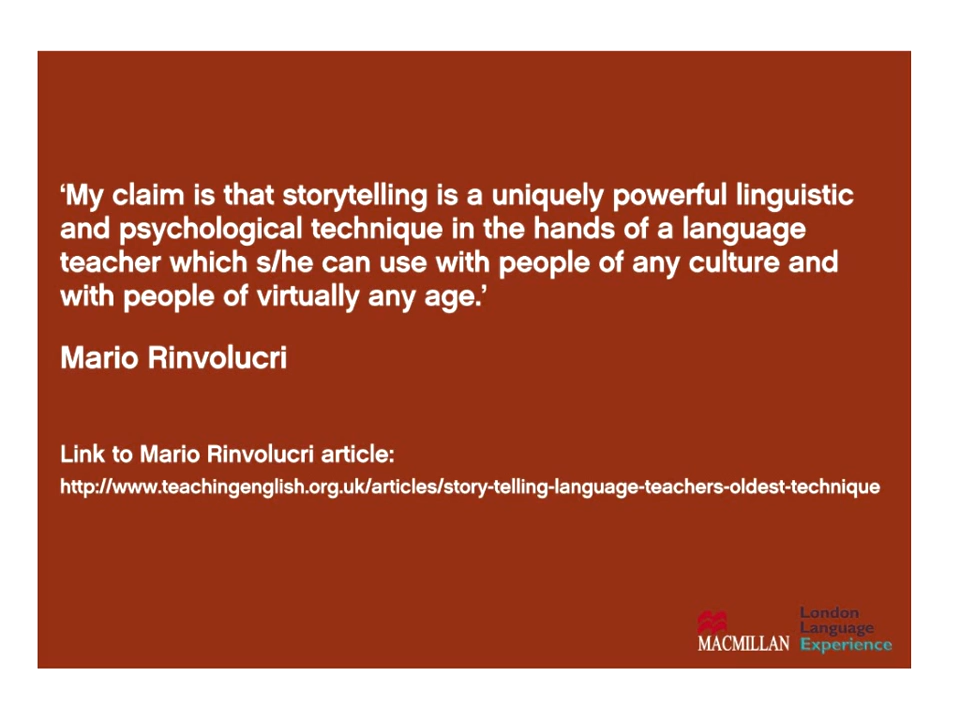 ‘My claim is that storytelling is a uniquely powerful linguistic
and psychological technique in the hands of a language
teacher which s/he can use with people of any culture and
with people of virtually any age.’
Mario Rinvolucri
Link to Mario Rinvolucri article:
http://www.teachingenglish.org.uk/articles/story-telling-language-teachers-oldest-technique
MACMILLAN
London
Language
Experience